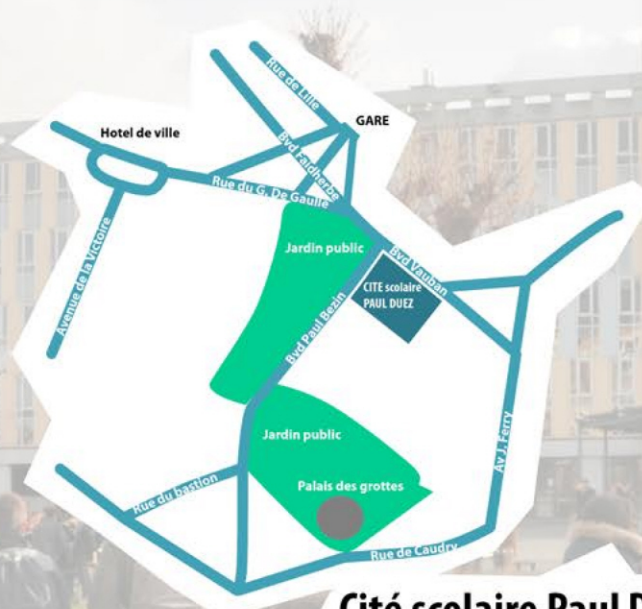 Rue de Lille
GARE
Hotel de ville
Bvd Faidherbe
Rue du G. De Gaulle
Avenue de la Victoire
Jardin public
Bvd Vauban
CITE scolaire
PAUL DUEZ
Bvd Paul Bezin
Jardin public
Av J. Ferry
Palais des grottes
Rue du bastion
Rue de Caudry
Cité scolaire Paul